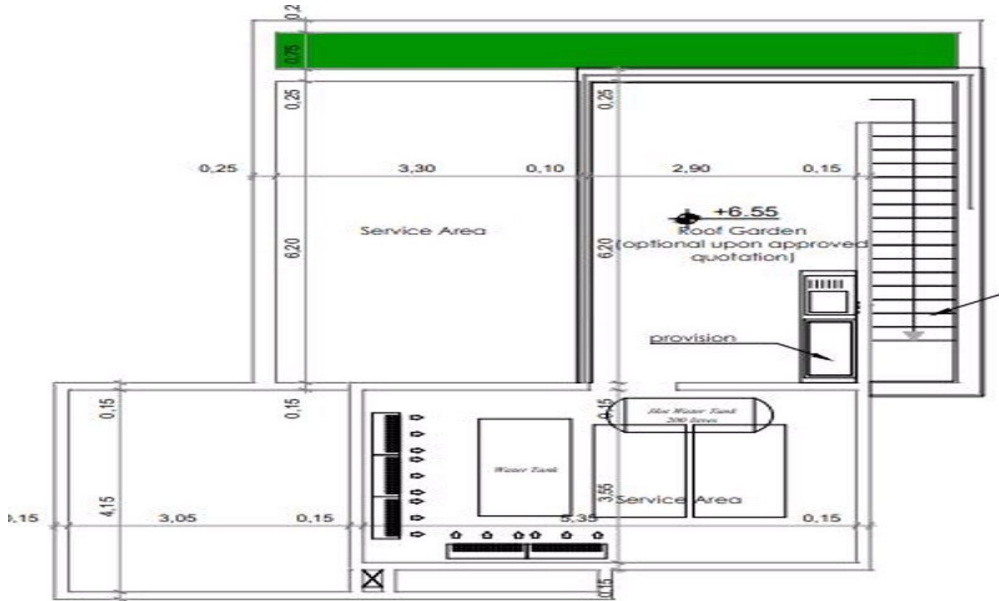 0,2
0,75
0,25
0,25
0,25
3,30
0,10
2,90
0,15
+6.55
Service Area
Roof Garden
(optional upon approved
quotation)
6,20
6,20
provision
0,15
0,15
0,15
Hot Water Tank
200 litres
Water Tank
Service Area
4,15
3,55
0,15
3,05
0,15
5,35
0,15
0,15